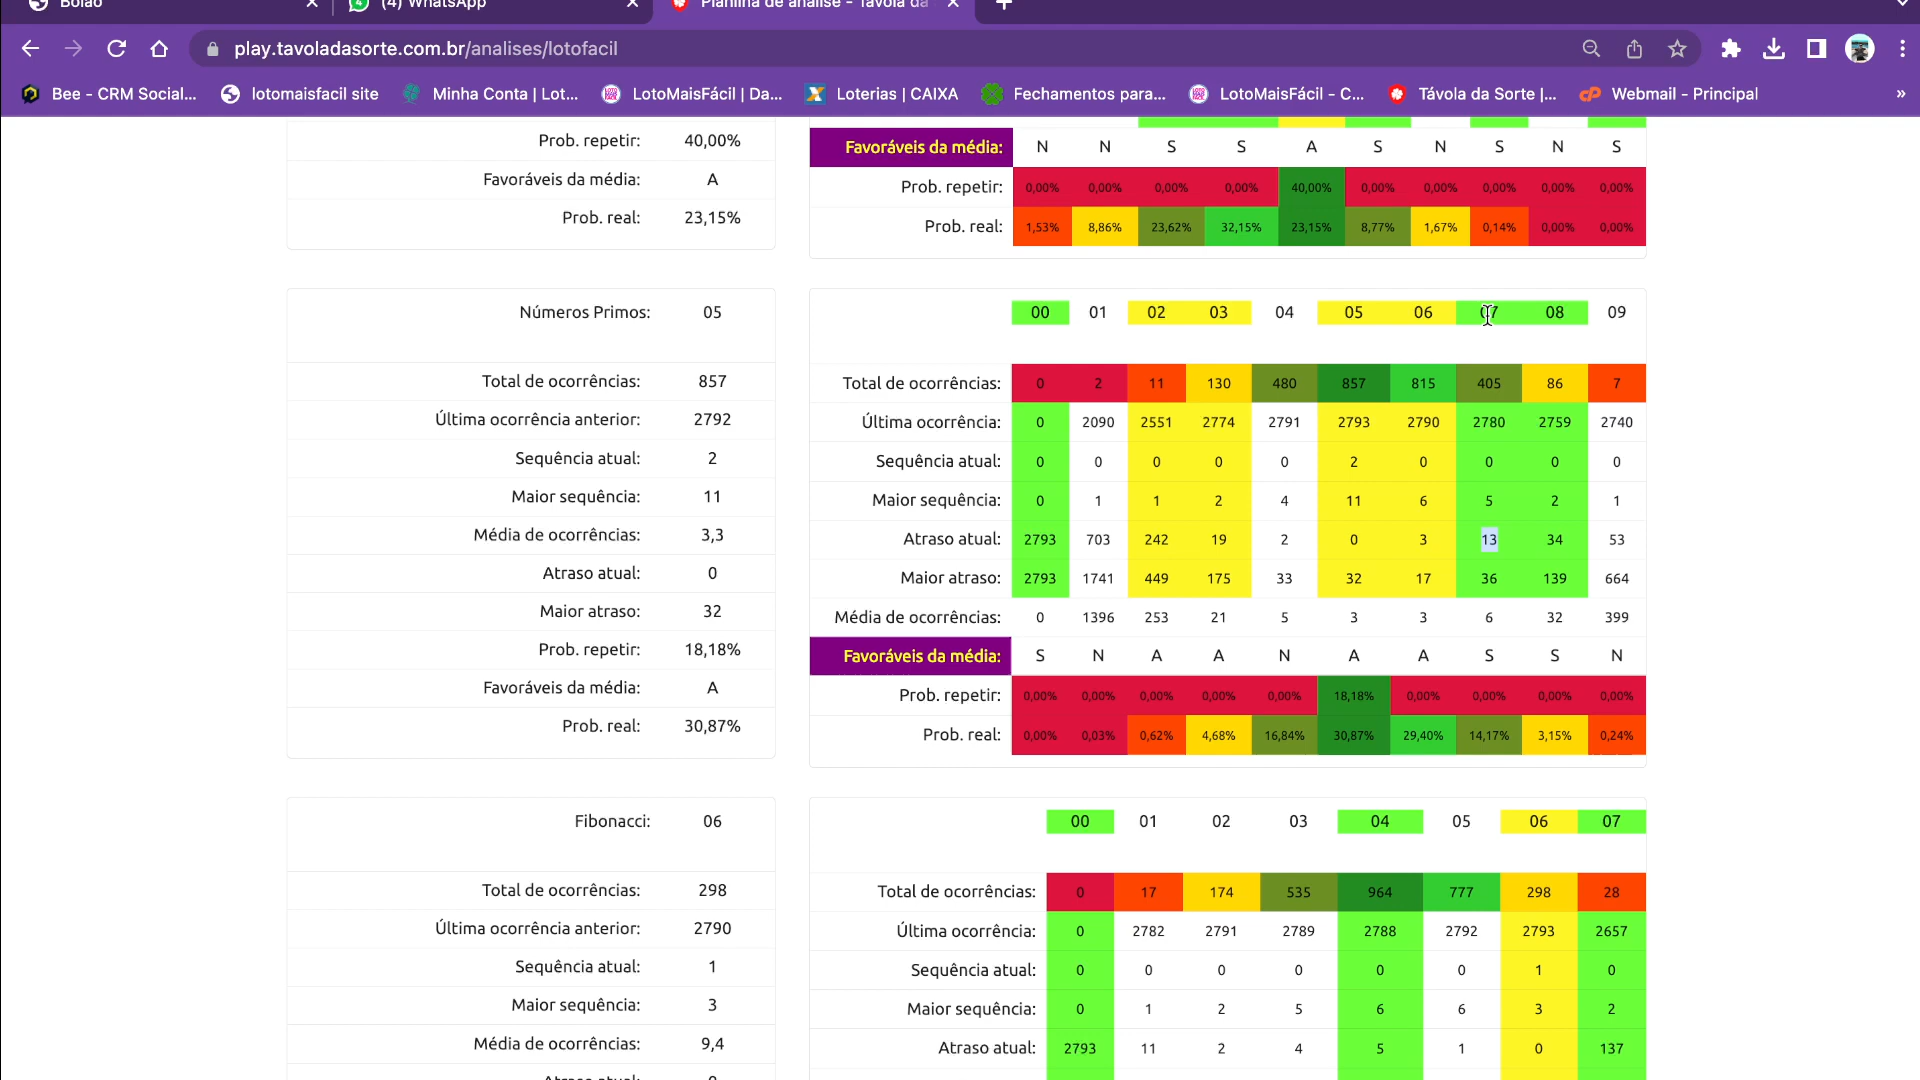 Bolão
(4) WhatsApp
Planilha de análise - Távola da
play.tavoladasorte.com.br/analises/lotofacil
Bee - CRM Social...
lotomaisfacil site
Minha Conta | Lot...
LotoMaisFácil | Da...
Loterias | CAIXA
Fechamentos para...
LotoMaisFácil - C...
Távola da Sorte |...
Webmail - Principal
»
Prob. repetir: 40,00%
Favoráveis da média: A
Prob. real: 23,15%
Favoráveis da média: N N S S A S N S N S
Prob. repetir: 0,00% 0,00% 0,00% 0,00% 40,00% 0,00% 0,00% 0,00% 0,00% 0,00%
Prob. real: 1,53% 8,86% 23,62% 32,15% 23,15% 8,77% 1,67% 0,14% 0,00% 0,00%
Números Primos: 05
Total de ocorrências: 857
Última ocorrência anterior: 2792
Sequência atual: 2
Maior sequência: 11
Média de ocorrências: 3,3
Atraso atual: 0
Maior atraso: 32
Prob. repetir: 18,18%
Favoráveis da média: A
Prob. real: 30,87%
00 01 02 03 04 05 06 07 08 09
Total de ocorrências: 0 2 11 130 480 857 815 405 86 7
Última ocorrência: 0 2090 2551 2774 2791 2793 2790 2780 2759 2740
Sequência atual: 0 0 0 0 0 2 0 0 0 0
Maior sequência: 0 1 1 2 4 11 6 5 2 1
Atraso atual: 2793 703 242 19 2 0 3 13 34 53
Maior atraso: 2793 1741 449 175 33 32 17 36 139 664
Média de ocorrências: 0 1396 253 21 5 3 3 6 32 399
Favoráveis da média: S N A A N A A S S N
Prob. repetir: 0,00% 0,00% 0,00% 0,00% 0,00% 18,18% 0,00% 0,00% 0,00% 0,00%
Prob. real: 0,00% 0,03% 0,62% 4,68% 16,84% 30,87% 29,40% 14,17% 3,15% 0,24%
Fibonacci: 06
Total de ocorrências: 298
Última ocorrência anterior: 2790
Sequência atual: 1
Maior sequência: 3
Média de ocorrências: 9,4
Atraso atual: 0
00 01 02 03 04 05 06 07
Total de ocorrências: 0 17 174 535 964 777 298 28
Última ocorrência: 0 2782 2791 2789 2788 2792 2793 2657
Sequência atual: 0 0 0 0 0 0 1 0
Maior sequência: 0 1 2 5 6 6 3 2
Atraso atual: 2793 11 2 4 5 1 0 137